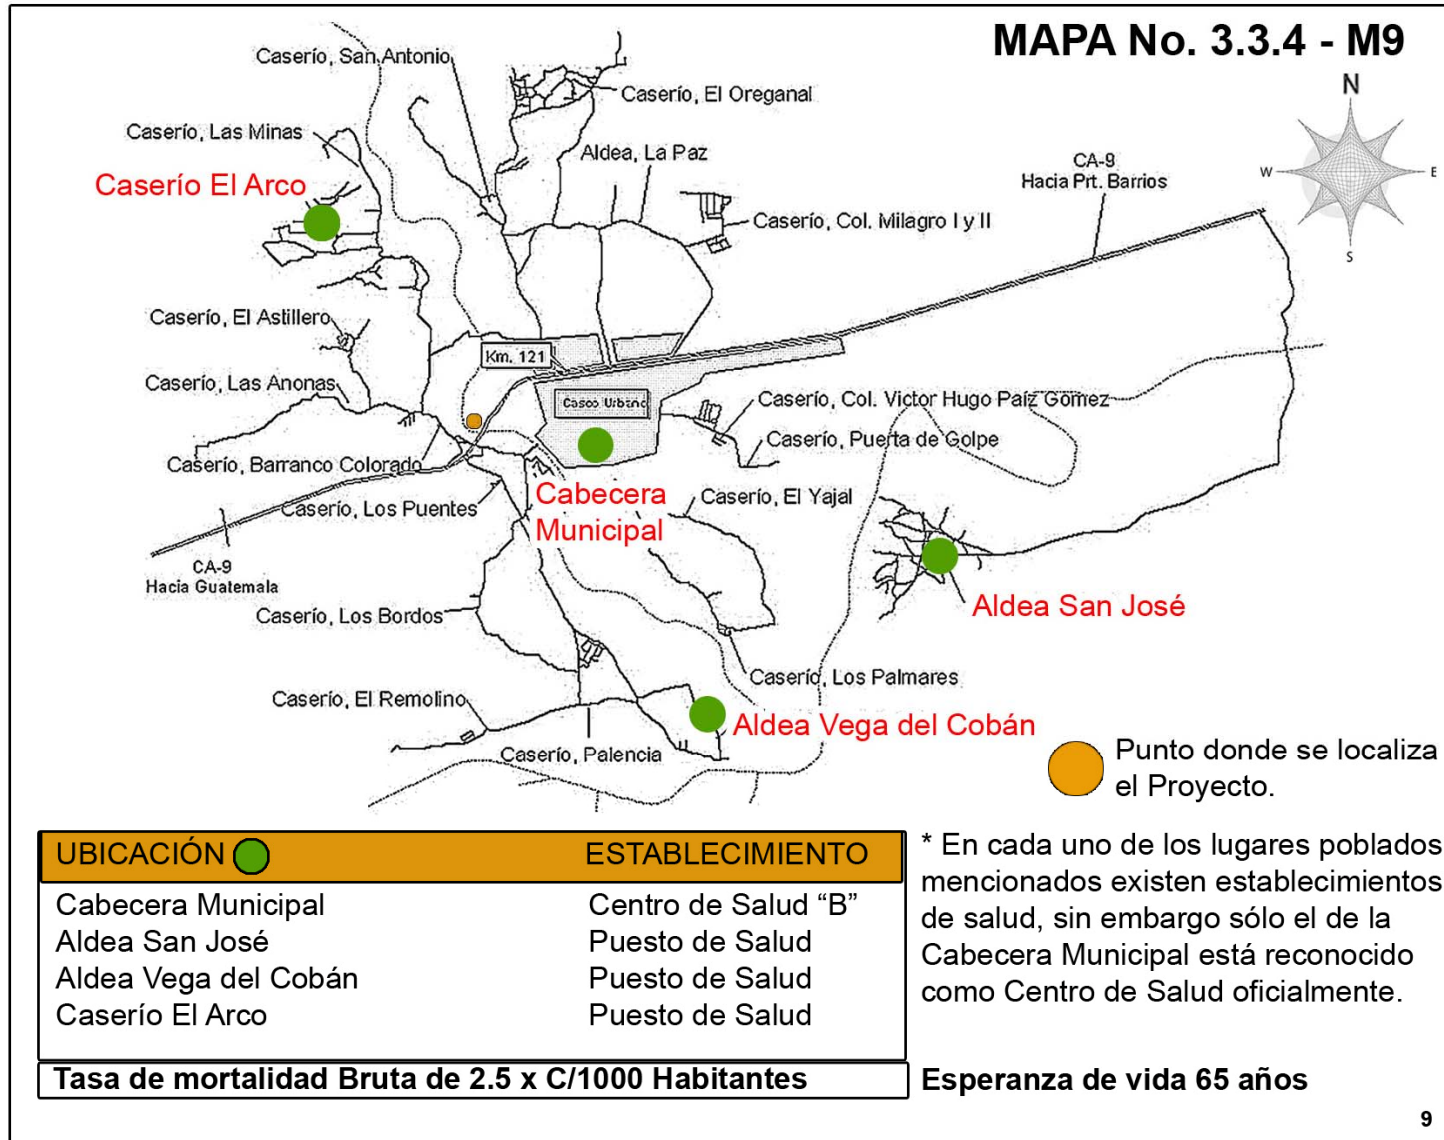 MAPA No. 3.3.4 - M9
N
W
E
S
Caserío, San Antonio
Caserío, El Oreganal
Caserío, Las Minas
Aldea, La Paz
CA-9
Hacia Prt. Barrios
Caserío El Arco
Caserío, Col. Milagro I y II
Caserío, El Astillero
Km. 121
Caserío, Las Anonas
Casco Urbano
Caserío, Col. Victor Hugo Paíz Gómez
Caserío, Puerta de Golpe
Caserío, Barranco Colorado
Cabecera
Municipal
Caserío, El Yajal
Caserío, Los Puentes
CA-9
Hacia Guatemala
Caserío, Los Bordos
Aldea San José
Caserío, Los Palmares
Caserío, El Remolino
Aldea Vega del Cobán
Caserío, Palencia
Punto donde se localiza
el Proyecto.
UBICACIÓN ESTABLECIMIENTO
Cabecera Municipal Centro de Salud “B”
Aldea San José Puesto de Salud
Aldea Vega del Cobán Puesto de Salud
Caserío El Arco Puesto de Salud
* En cada uno de los lugares poblados
mencionados existen establecimientos
de salud, sin embargo sólo el de la
Cabecera Municipal está reconocido
como Centro de Salud oficialmente.
Tasa de mortalidad Bruta de 2.5 x C/1000 Habitantes
Esperanza de vida 65 años
9